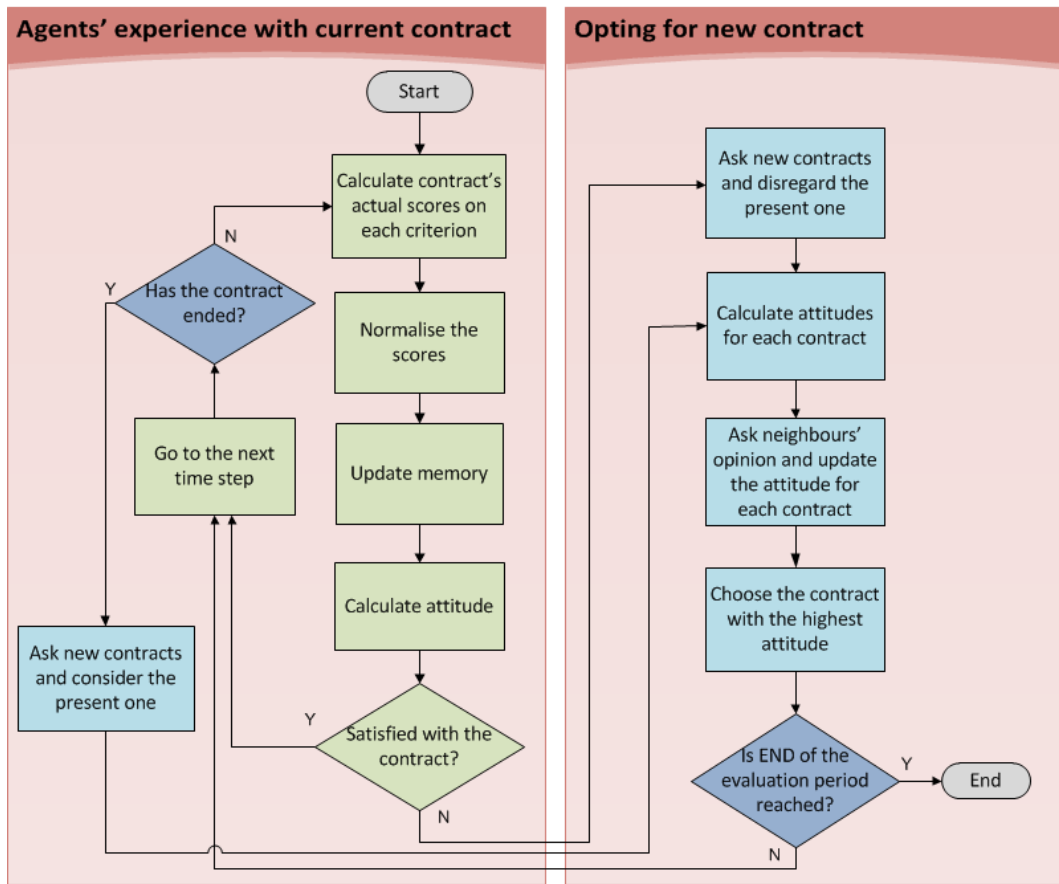 Agents’ experience with current contract
Start
Calculate contract’s
actual scores on
each criterion
N
Y
Has the contract
ended?
Normalise the
scores
Go to the next
time step
Update memory
Calculate attitude
Ask new contracts
and consider the
present one
Y
Satisfied with the
contract?
N
Opting for new contract
Ask new contracts
and disregard the
present one
Calculate attitudes
for each contract
Ask neighbours’
opinion and update
the attitude for
each contract
Choose the contract
with the highest
attitude
Is END of the
evaluation period
reached?
Y
End
N